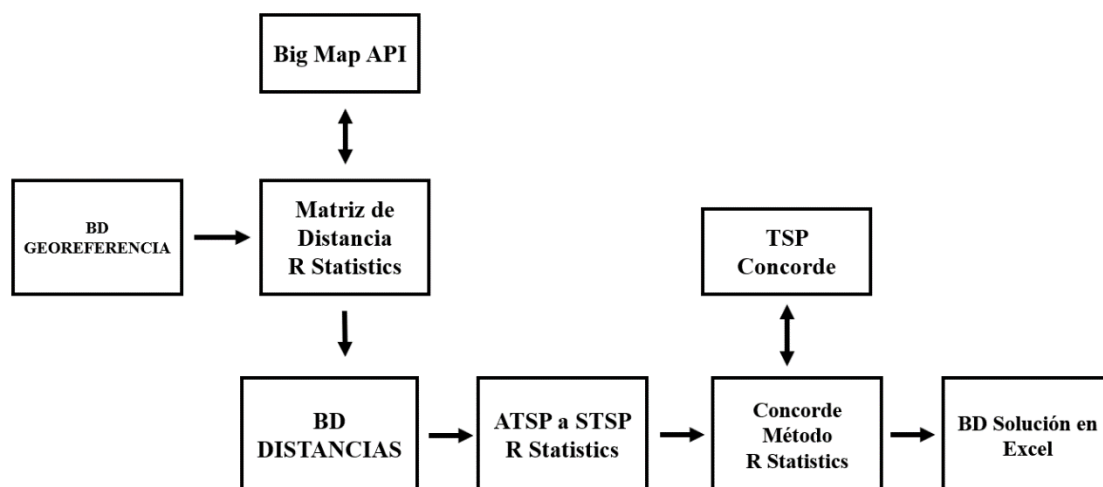 Big Map API
BD
GEOREFERENCIA
Matriz de
Distancia
R Statistics
TSP
Concorde
BD
DISTANCIAS
ATSP a STSP
R Statistics
Concorde
Método
R Statistics
BD Solución en
Excel